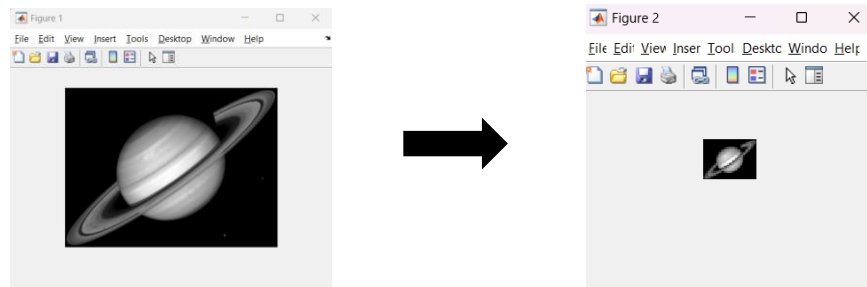 Figure 1
File Edit View Insert Tools Desktop Window Help
Figure 2
File Edit View Inser Tool Deskto Windo Help